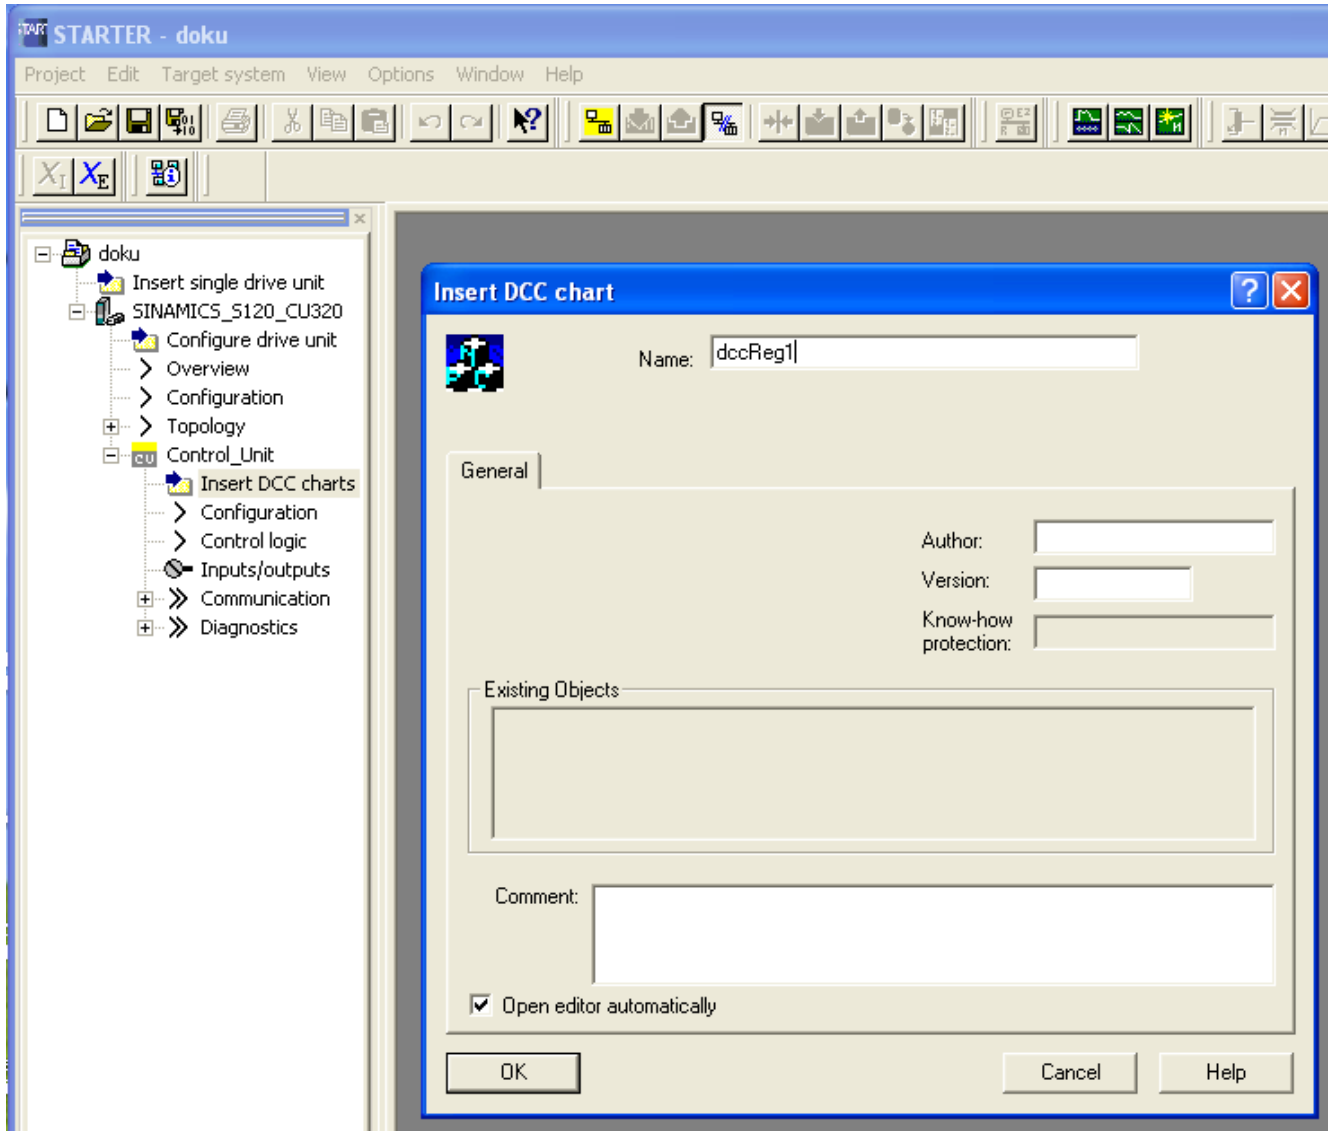 STARTER - doku
Project Edit Target system View Options Window Help
doku
Insert single drive unit
SINAMICS_S120_CU320
Configure drive unit
Overview
Configuration
Topology
Control_Unit
Insert DCC charts
Configuration
Control logic
Inputs/outputs
Communication
Diagnostics
Insert DCC chart
Name: dccReg1
General
Author:
Version:
Know-how
protection:
Existing Objects
Comment:
Open editor automatically
OK Cancel Help